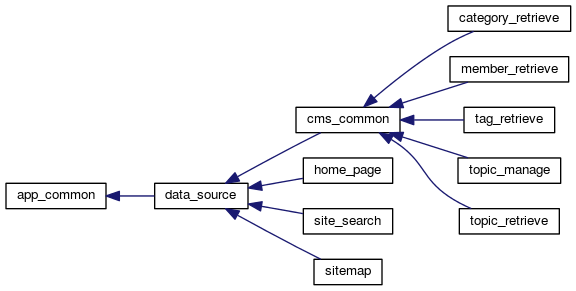 category_retrieve
member_retrieve
cms_common
tag_retrieve
home_page
topic_manage
app_common
data_source
site_search
topic_retrieve
sitemap